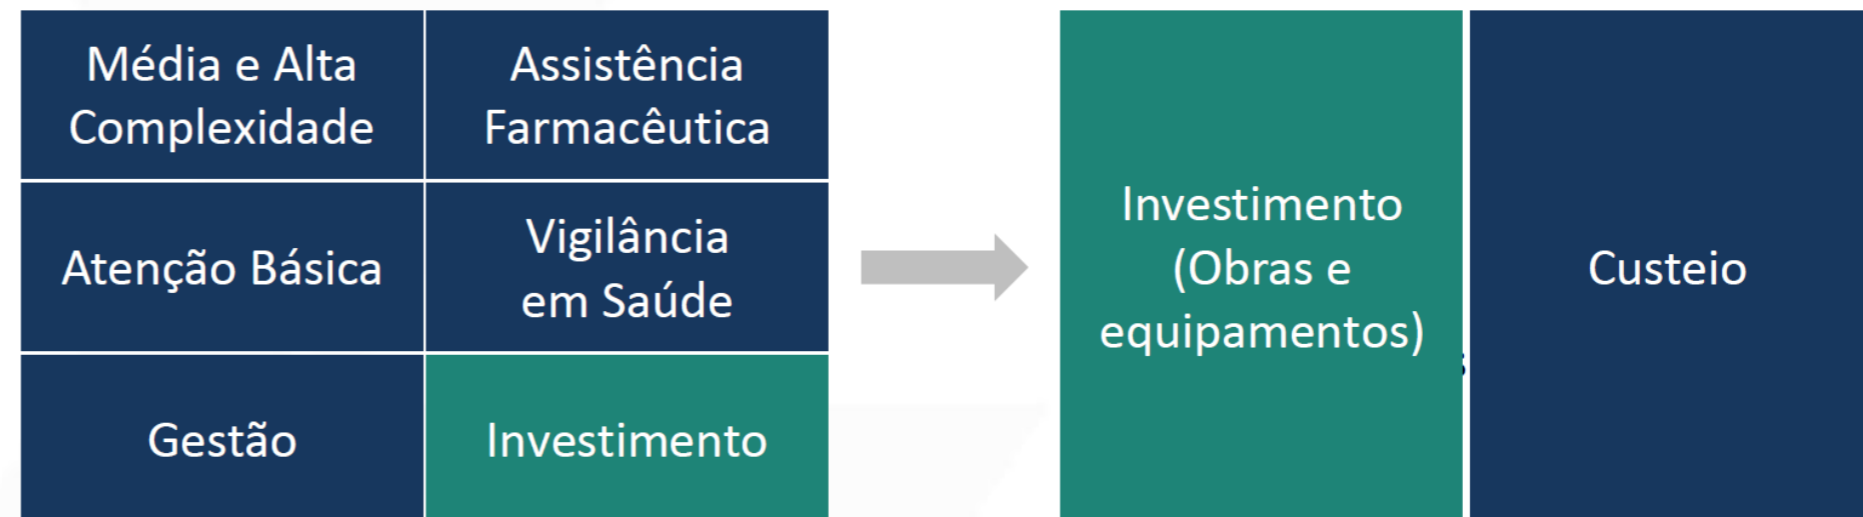 Média e Alta
Complexidade
Assistência
Farmacêutica
Atenção Básica
Vigilância
em Saúde
Gestão
Investimento
Investimento
(Obras e
equipamentos)
Custeio